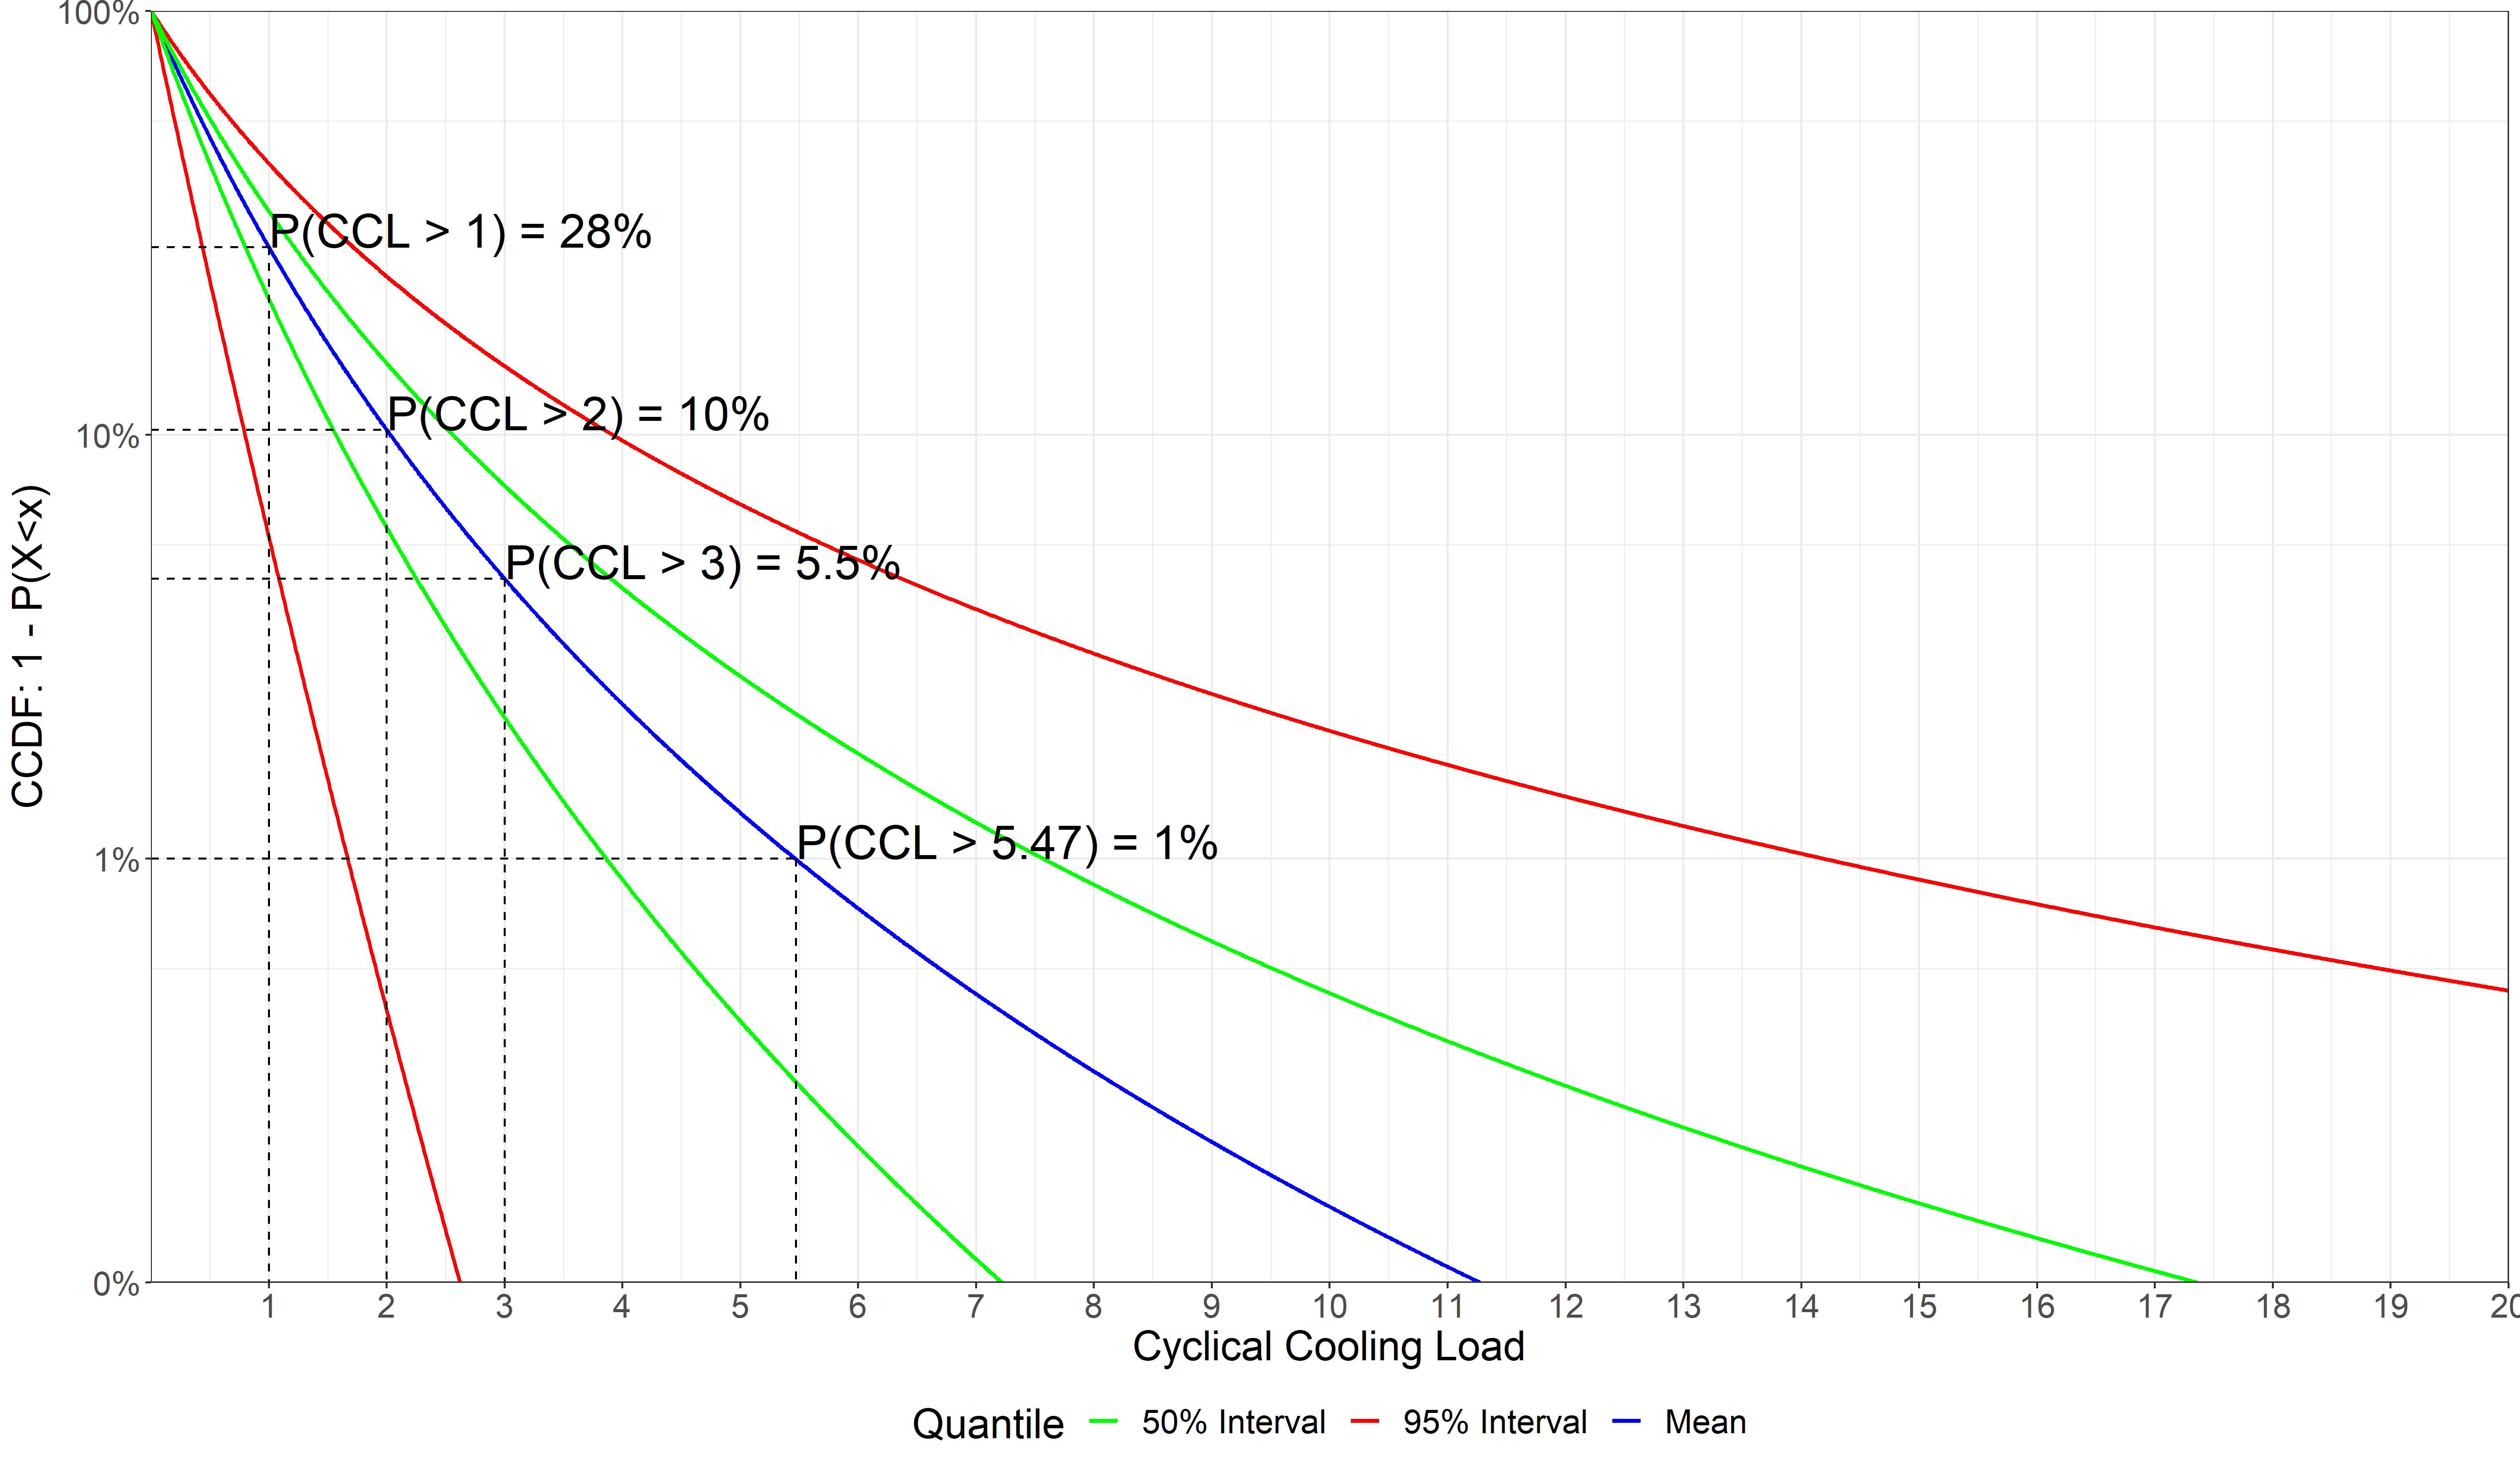 100%
10%
1%
0%
CCDF: 1 - P(X<x)
P(CCL > 1) = 28%
P(CCL > 2) = 10%
P(CCL > 3) = 5.5%
P(CCL > 5.47) = 1%
1 2 3 4 5 6 7 8 9 10 11 12 13 14 15 16 17 18 19 20
Cyclical Cooling Load
Quantile 50% Interval 95% Interval Mean